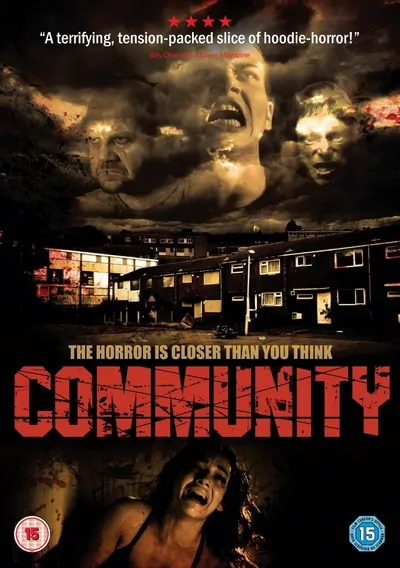 “A terrifying, tension-packed slice of hoodie-horror!”
THE HORROR IS CLOSER THAN YOU THINK
COMMUNITY
15
15